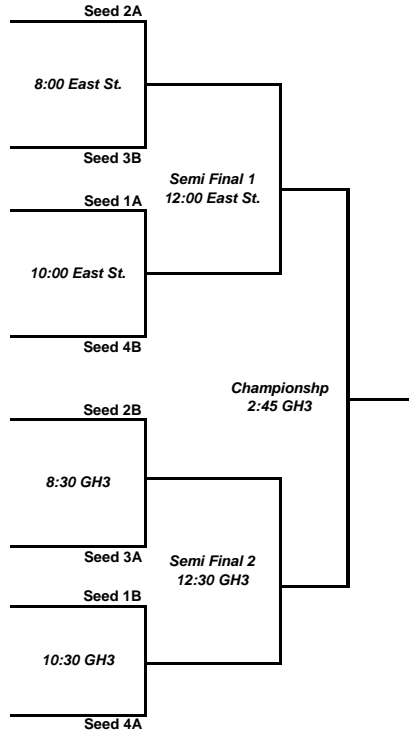 Seed 2A
8:00 East St.
Seed 3B
Semi Final 1
12:00 East St.
Seed 1A
10:00 East St.
Seed 4B
Championshp
2:45 GH3
Seed 2B
8:30 GH3
Seed 3A
Semi Final 2
12:30 GH3
Seed 1B
10:30 GH3
Seed 4A